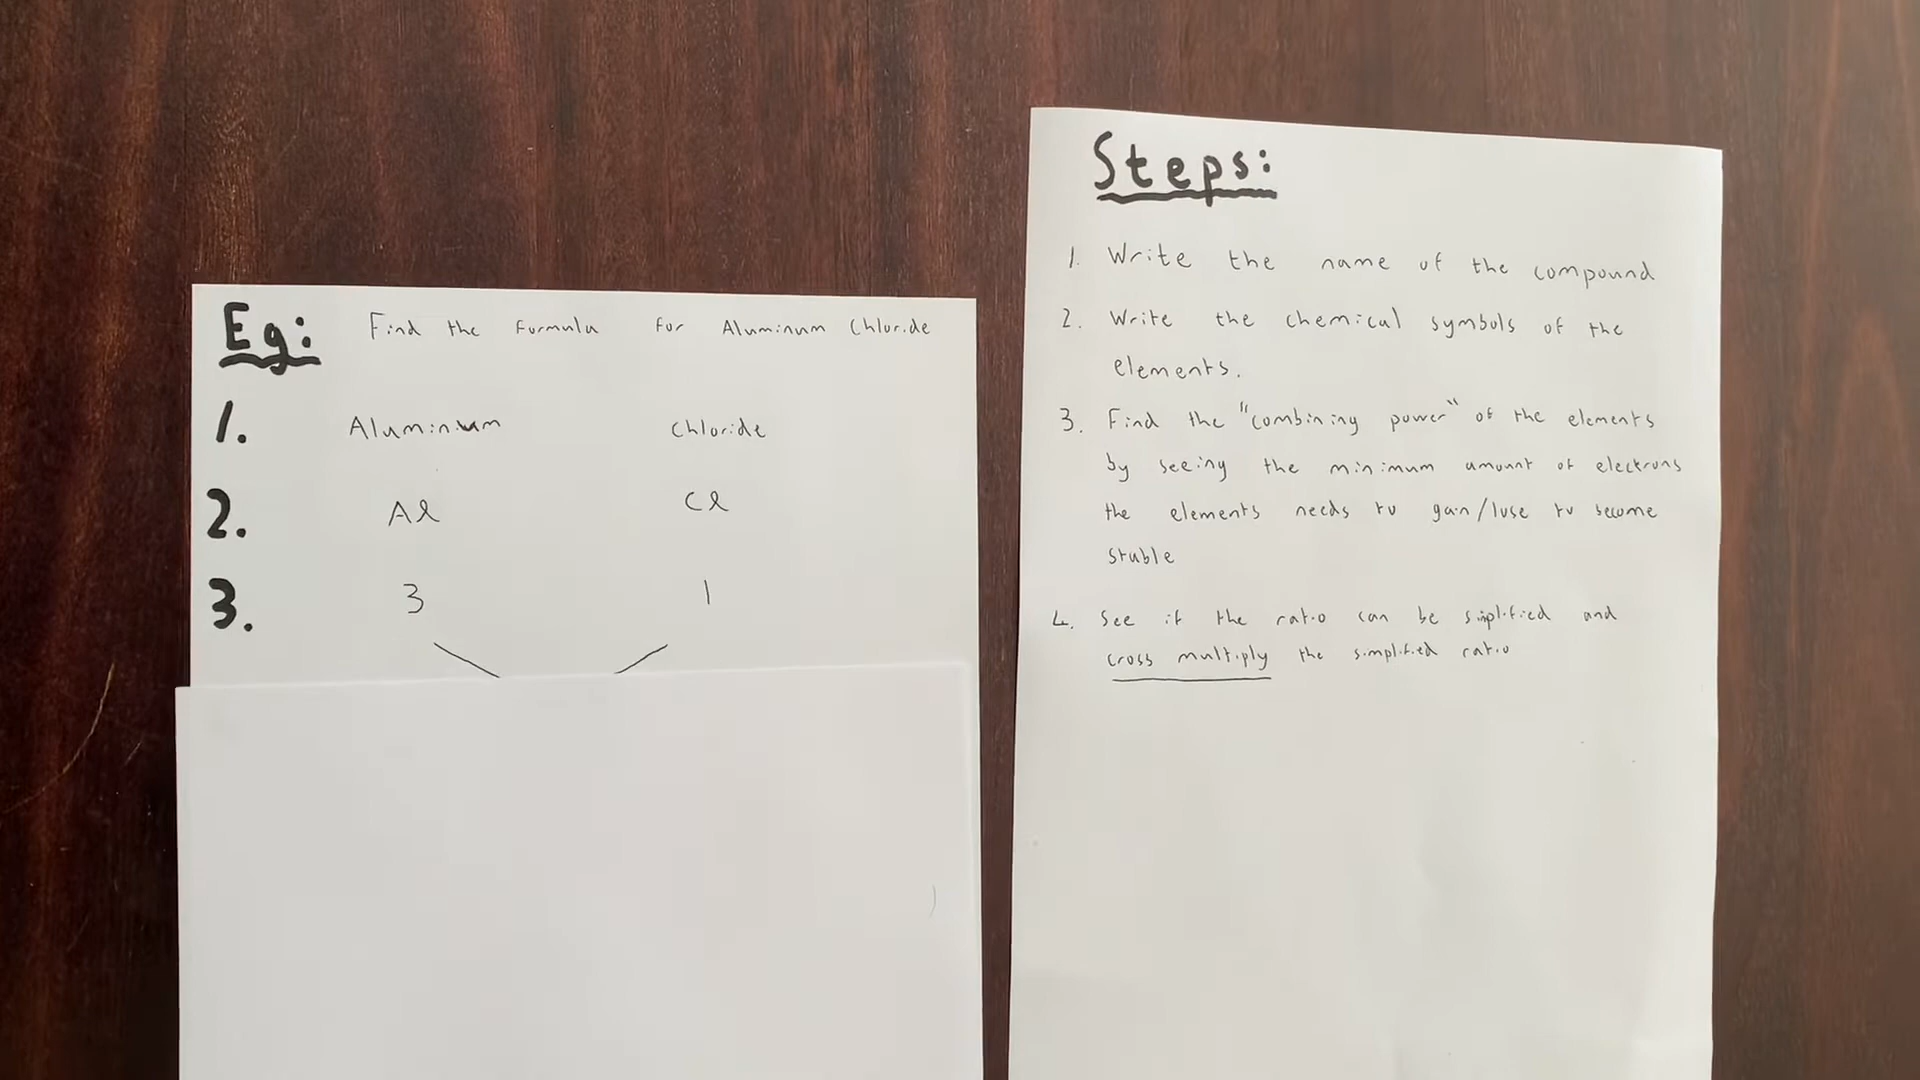 Eg: Find the Formula for Aluminum Chloride
1. Aluminium Chloride
2. Al Cl
3. 3 1
Steps:
1. Write the name of the compound
2. Write the chemical symbols of the
elements.
3. Find the "combining power" of the elements
by seeing the minimum amount of electrons
the elements needs to gain/lose to become
stable
4. See if the ratio can be simplified and
cross multiply the simplified ratio